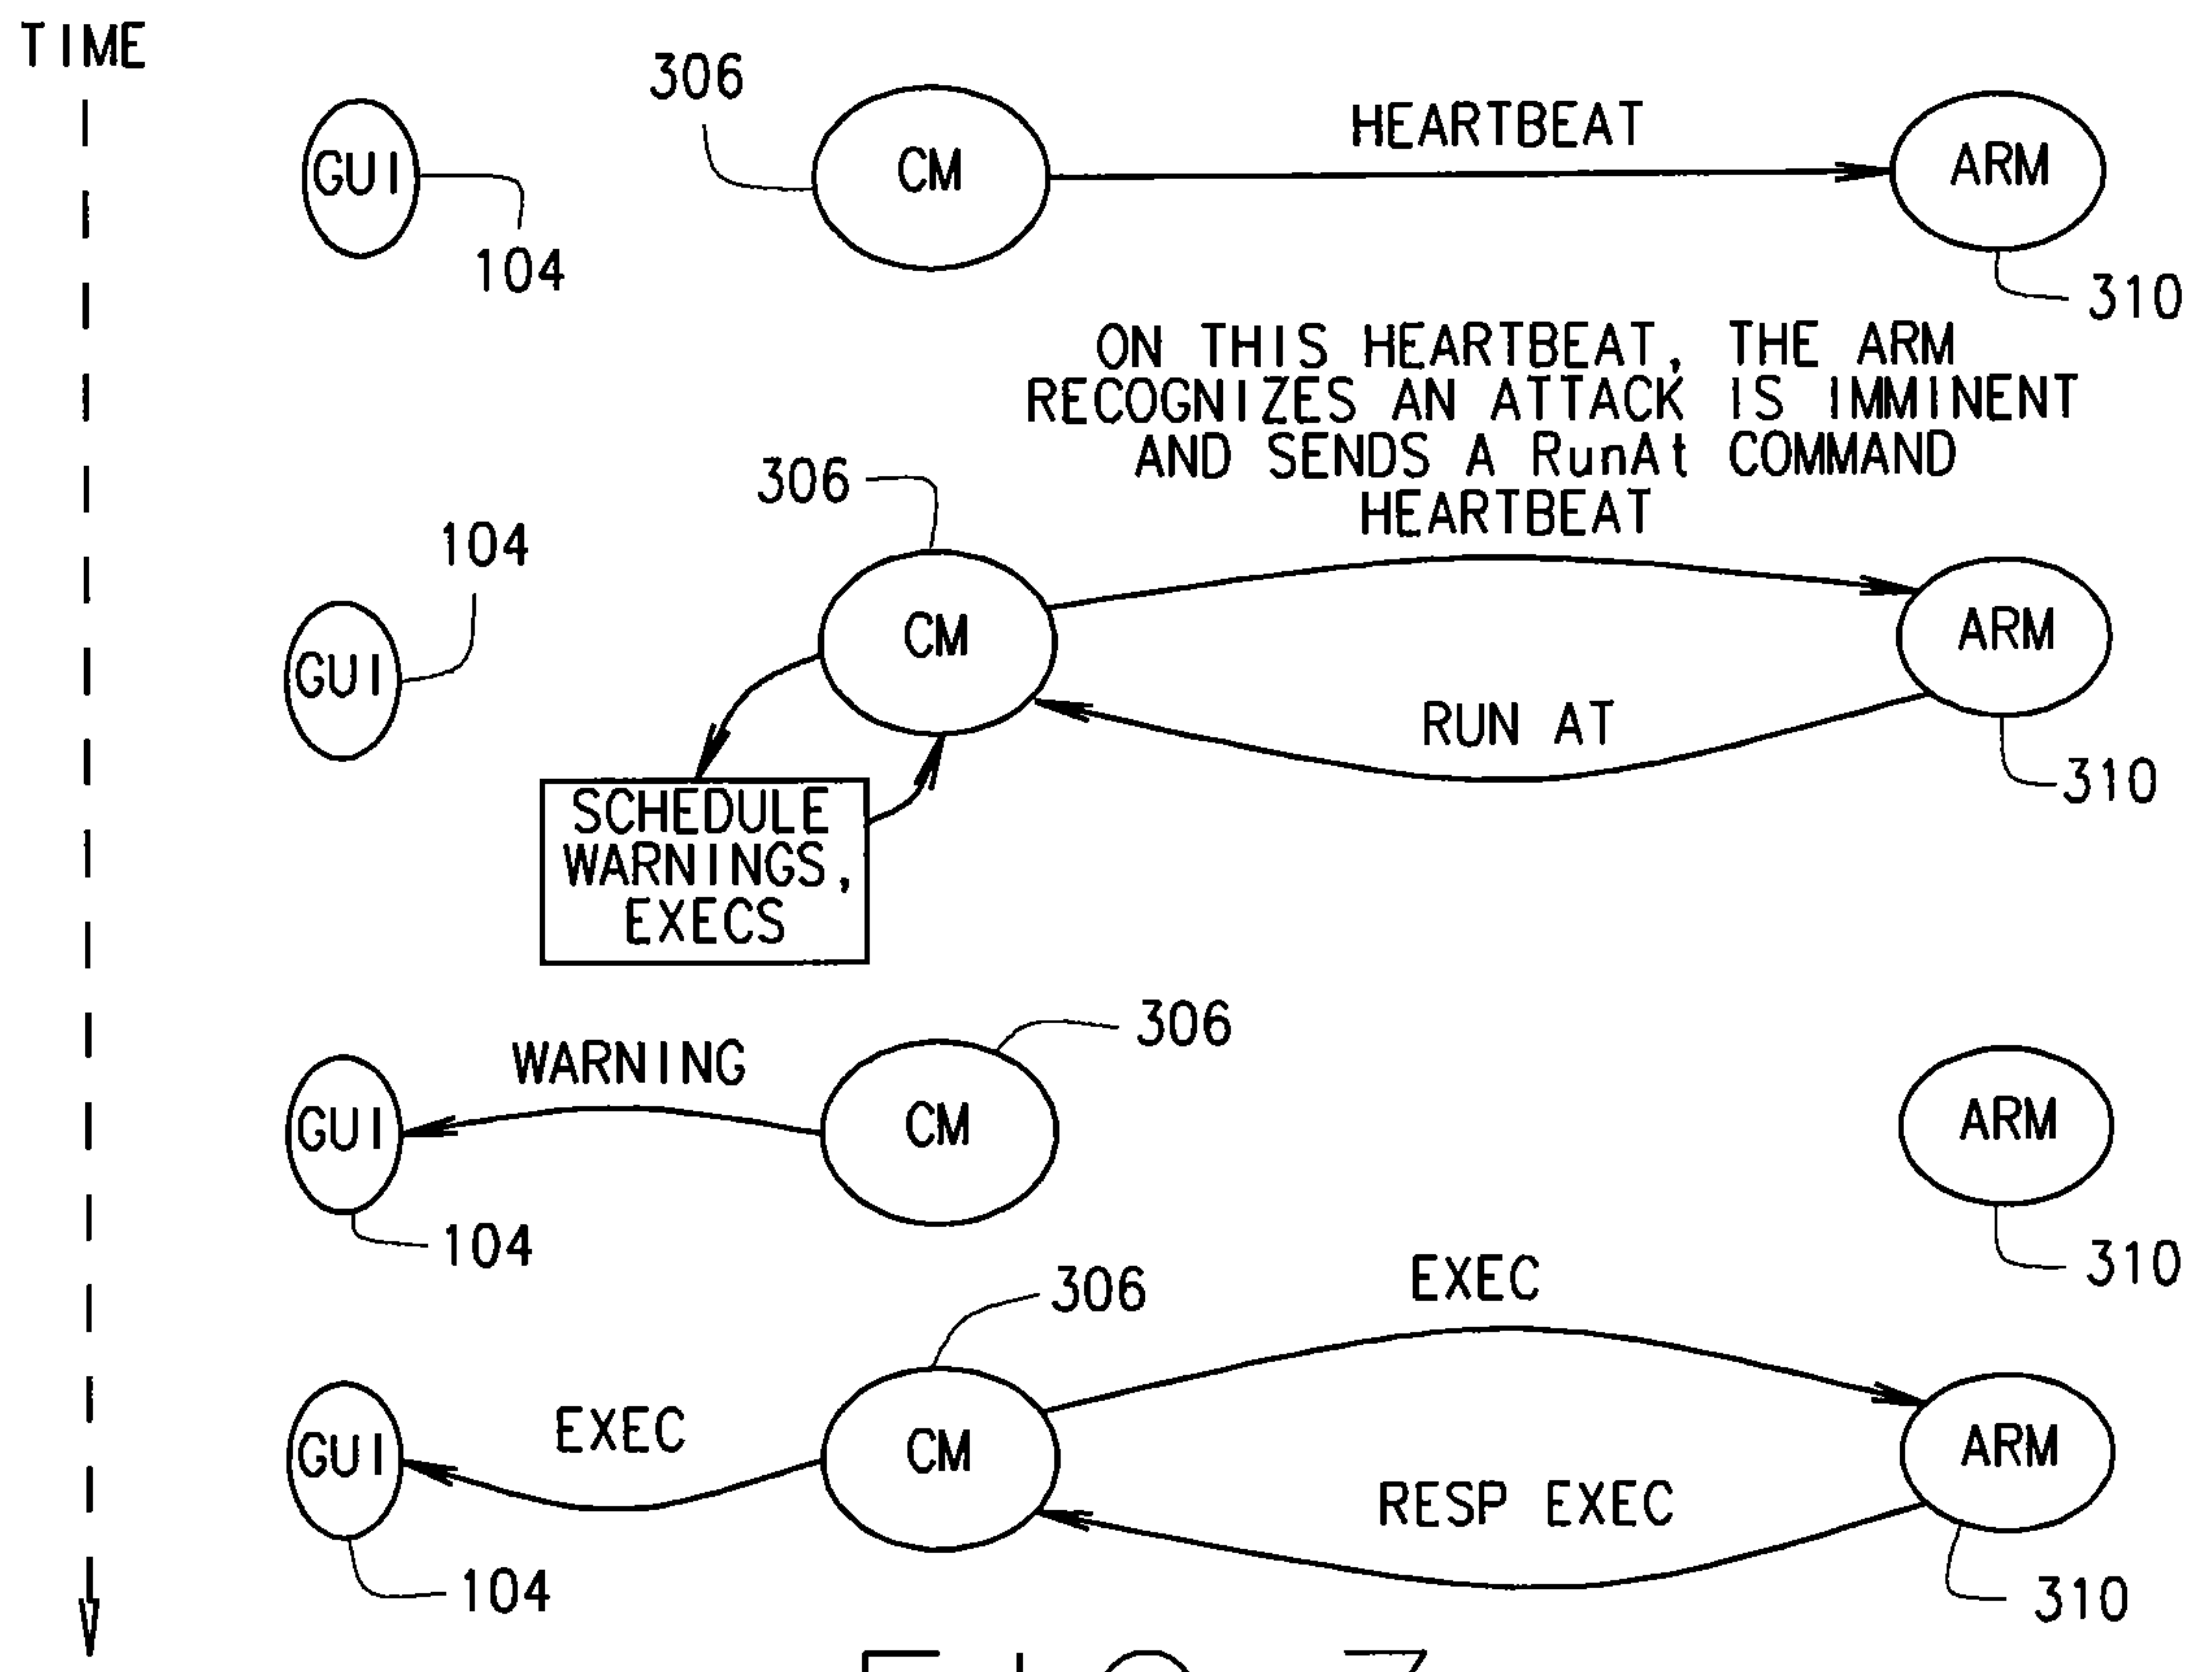 TIME
306
HEARTBEAT
GUI
CM
ARM
104
310
ON THIS HEARTBEAT, THE ARM
RECOGNIZES AN ATTACK IS IMMINENT
AND SENDS A RunAt COMMAND
306
HEARTBEAT
104
GUI
CM
ARM
RUN AT
310
SCHEDULE
WARNINGS,
EXECS
306
WARNING
GUI
CM
ARM
104
310
306
EXEC
GUI
EXEC
CM
ARM
RESP EXEC
104
310